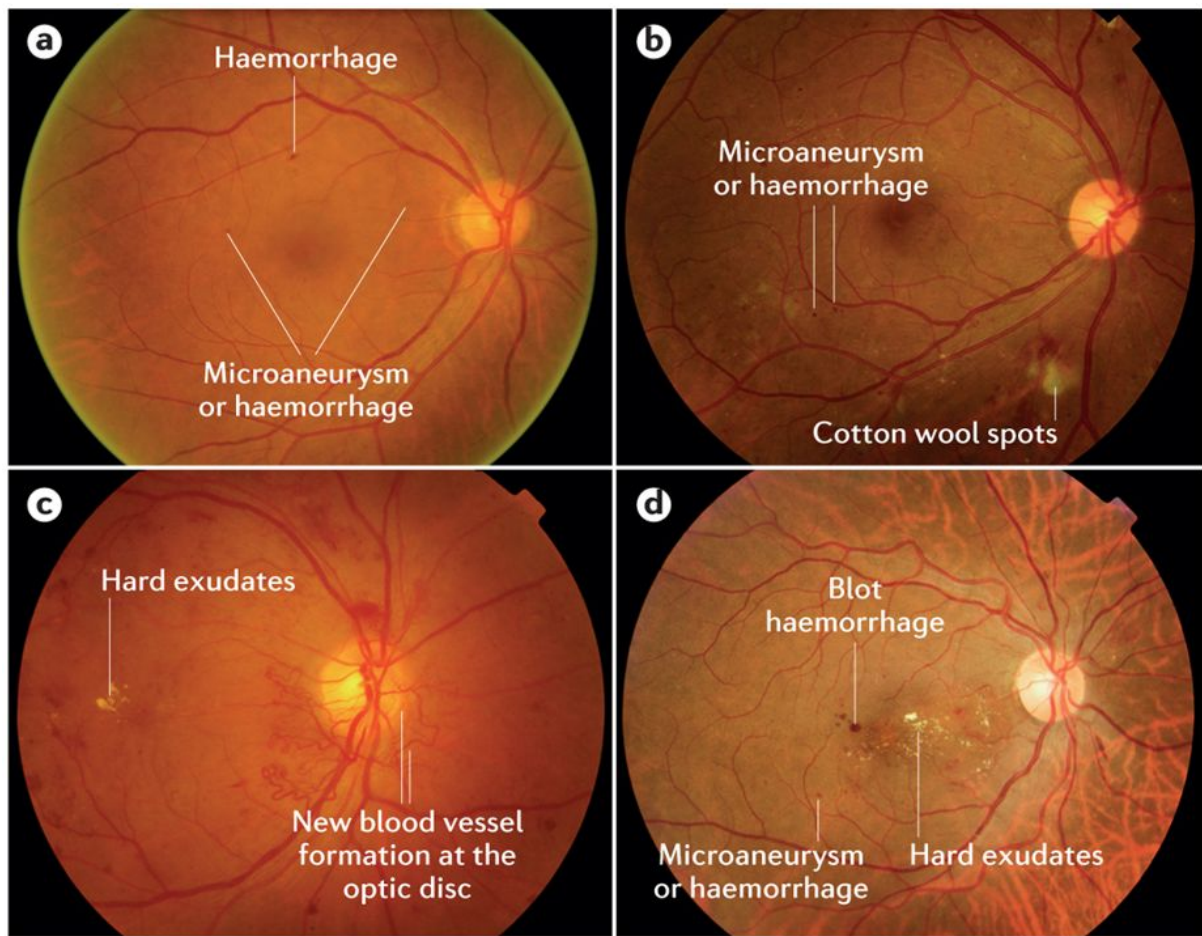 a
Haemorrhage
Microaneurysm
or haemorrhage
b
Microaneurysm
or haemorrhage
Cotton wool spots
c
Hard exudates
New blood vessel
formation at the
optic disc
d
Blot
haemorrhage
Microaneurysm
or haemorrhage
Hard exudates